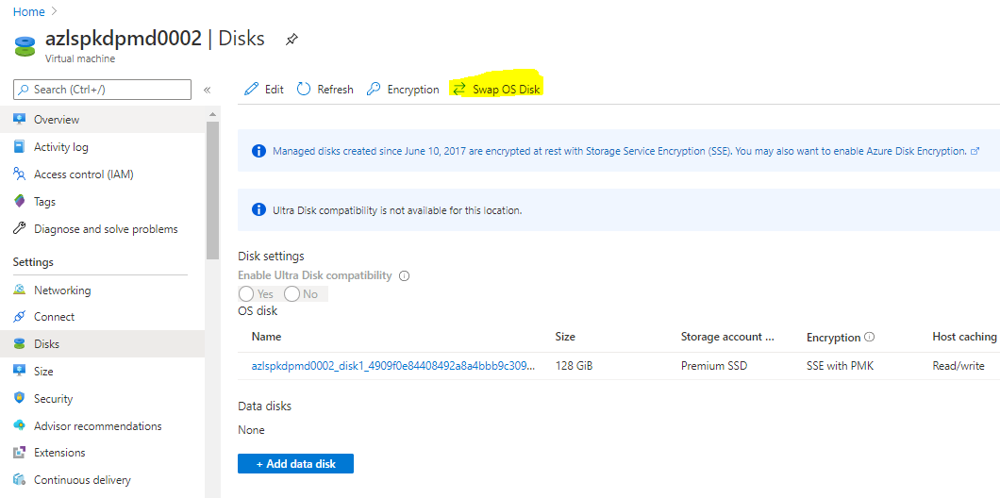 Home
azlspkdpmd0002 | Disks
Virtual machine
Search (Ctrl+/)
«
Edit
Refresh
Encryption
Swap OS Disk
Overview
Activity log
Access control (IAM)
Tags
Diagnose and solve problems
Settings
Networking
Connect
Disks
Size
Security
Advisor recommendations
Extensions
Continuous delivery
Managed disks created since June 10, 2017 are encrypted at rest with Storage Service Encryption (SSE). You may also want to enable Azure Disk Encryption.
Ultra Disk compatibility is not available for this location.
Disk settings
Enable Ultra Disk compatibility
Yes No
OS disk
Name Size Storage account ... Encryption Host caching
azlspkdpmd0002_disk1_4909f0e84408492a8a4bbb9c309... 128 GiB Premium SSD SSE with PMK Read/write
Data disks
None
+ Add data disk